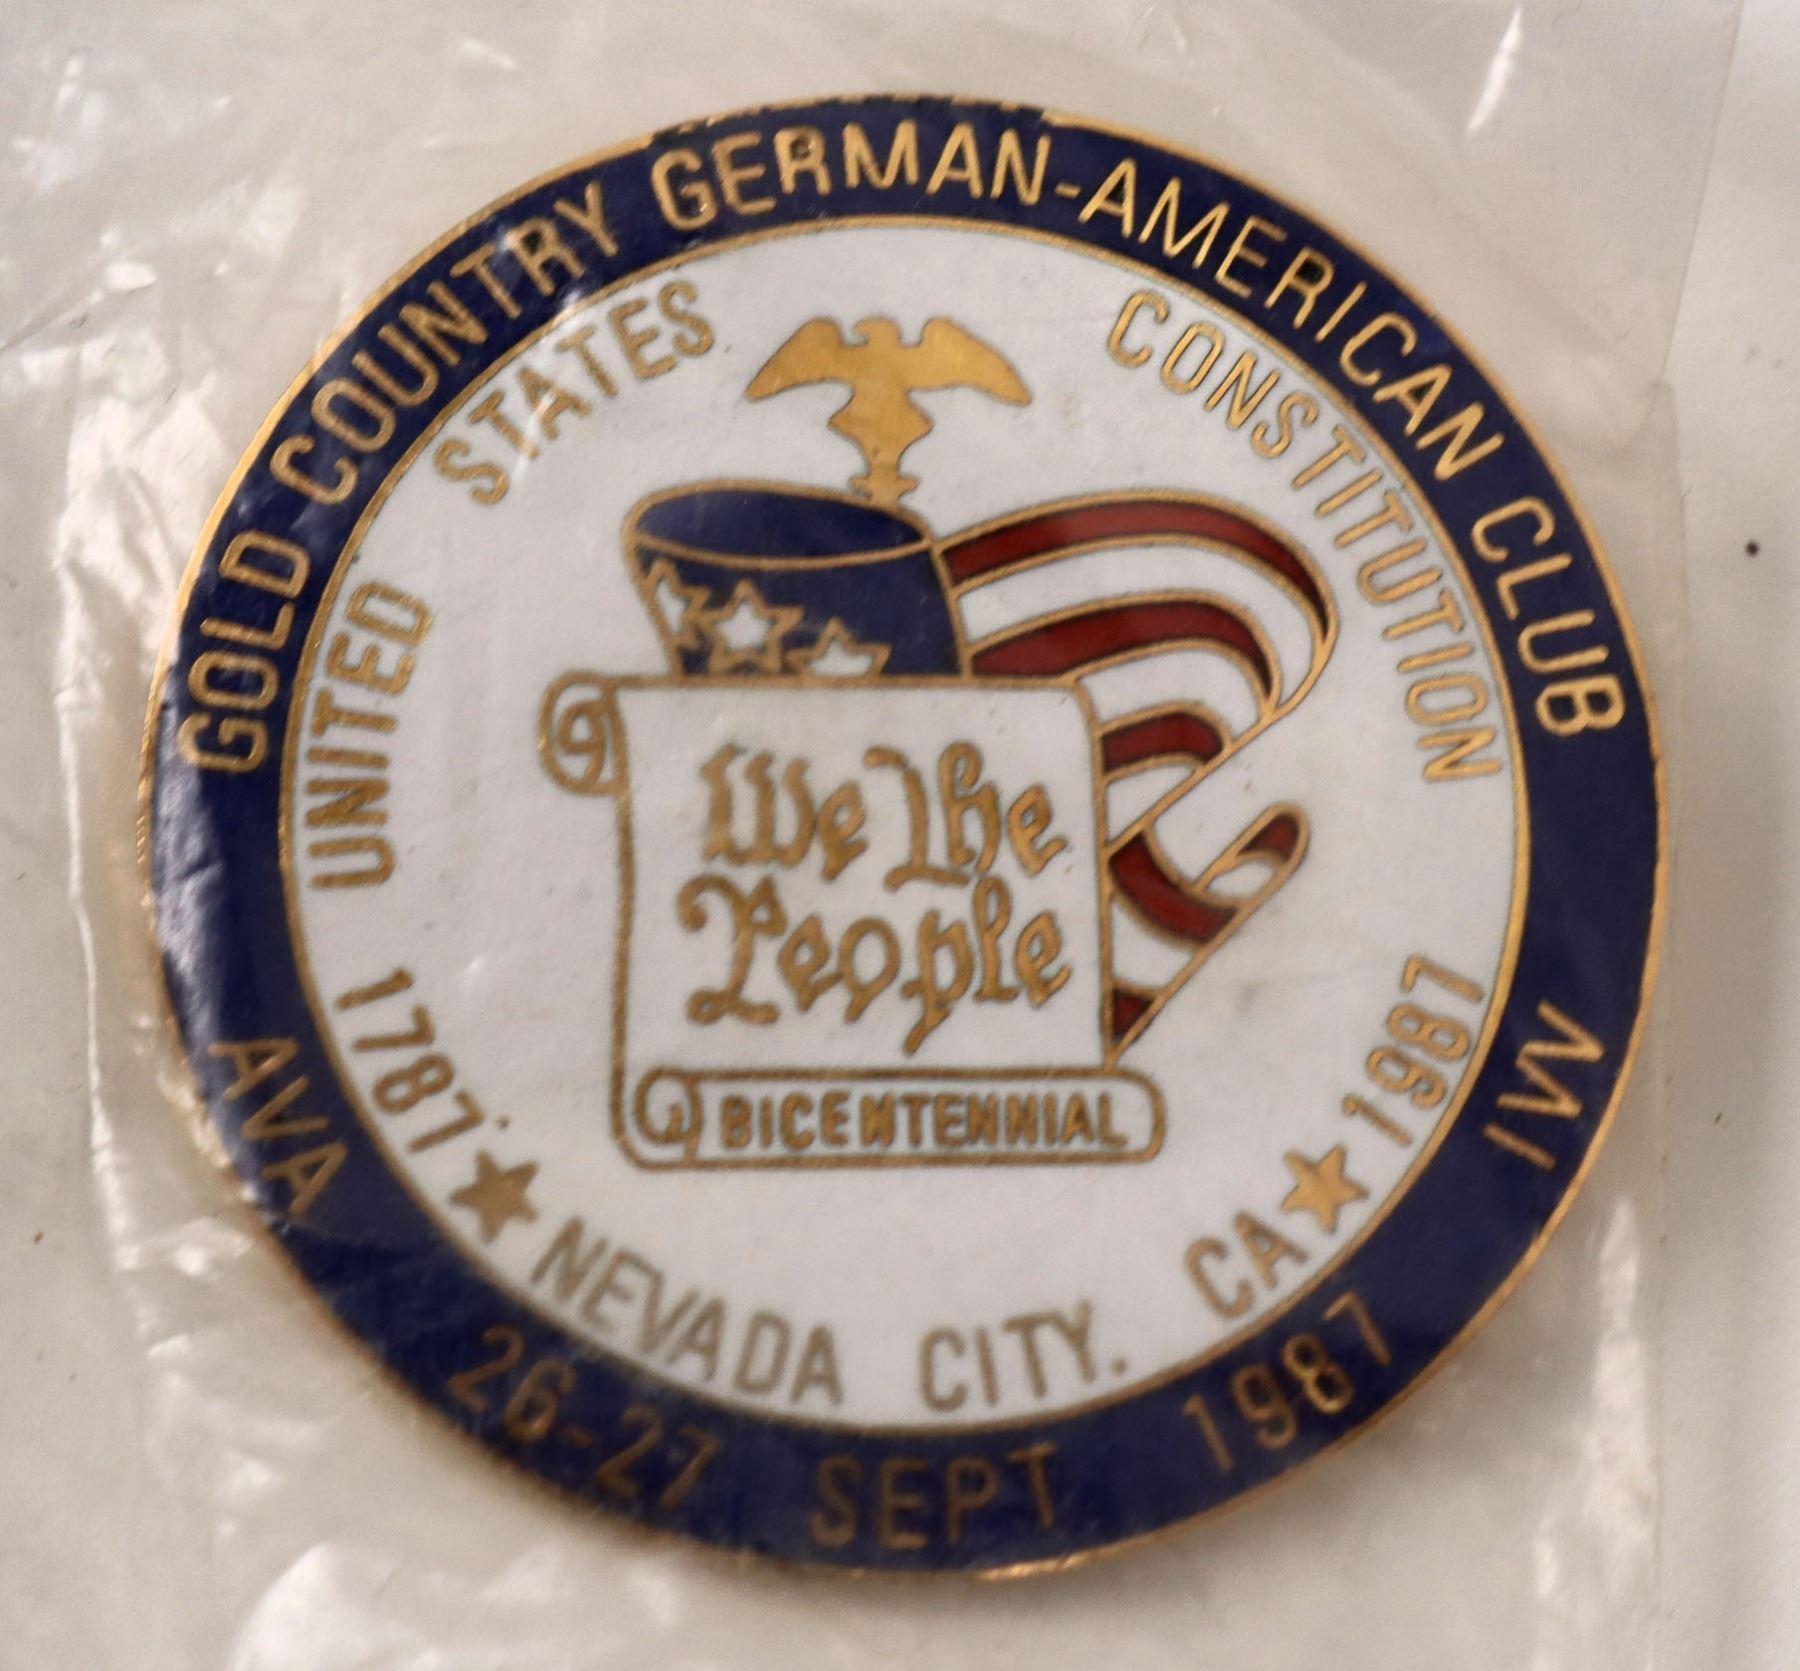 GOLD COUNTRY GERMAN-AMERICAN CLUB
UNITED STATES CONSTITUTION
We the
People
BICENTENNIAL
1787 ★ NEVADA CITY. CA ★ 1987
AVA 26-27 SEPT 1987 IVV